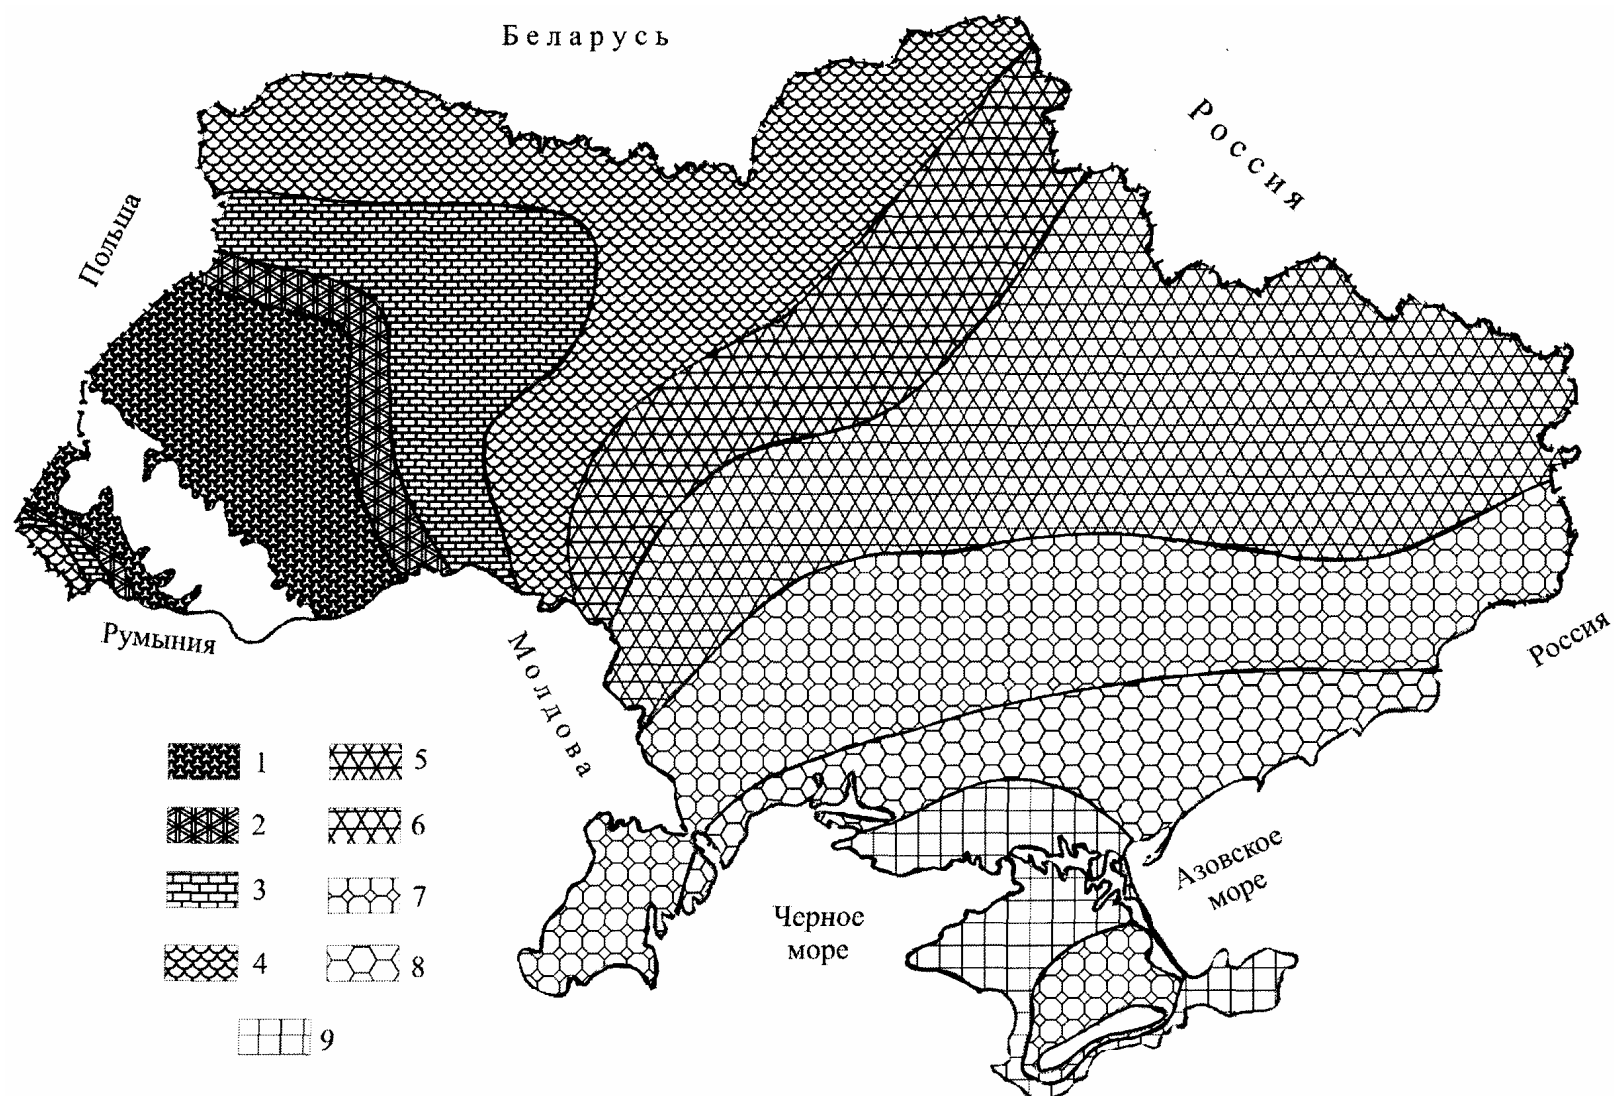 Беларусь
Россия
Польша
Румыния
Молдова
Россия
Азовское
море
Черное
море
1
2
3
4
5
6
7
8
9